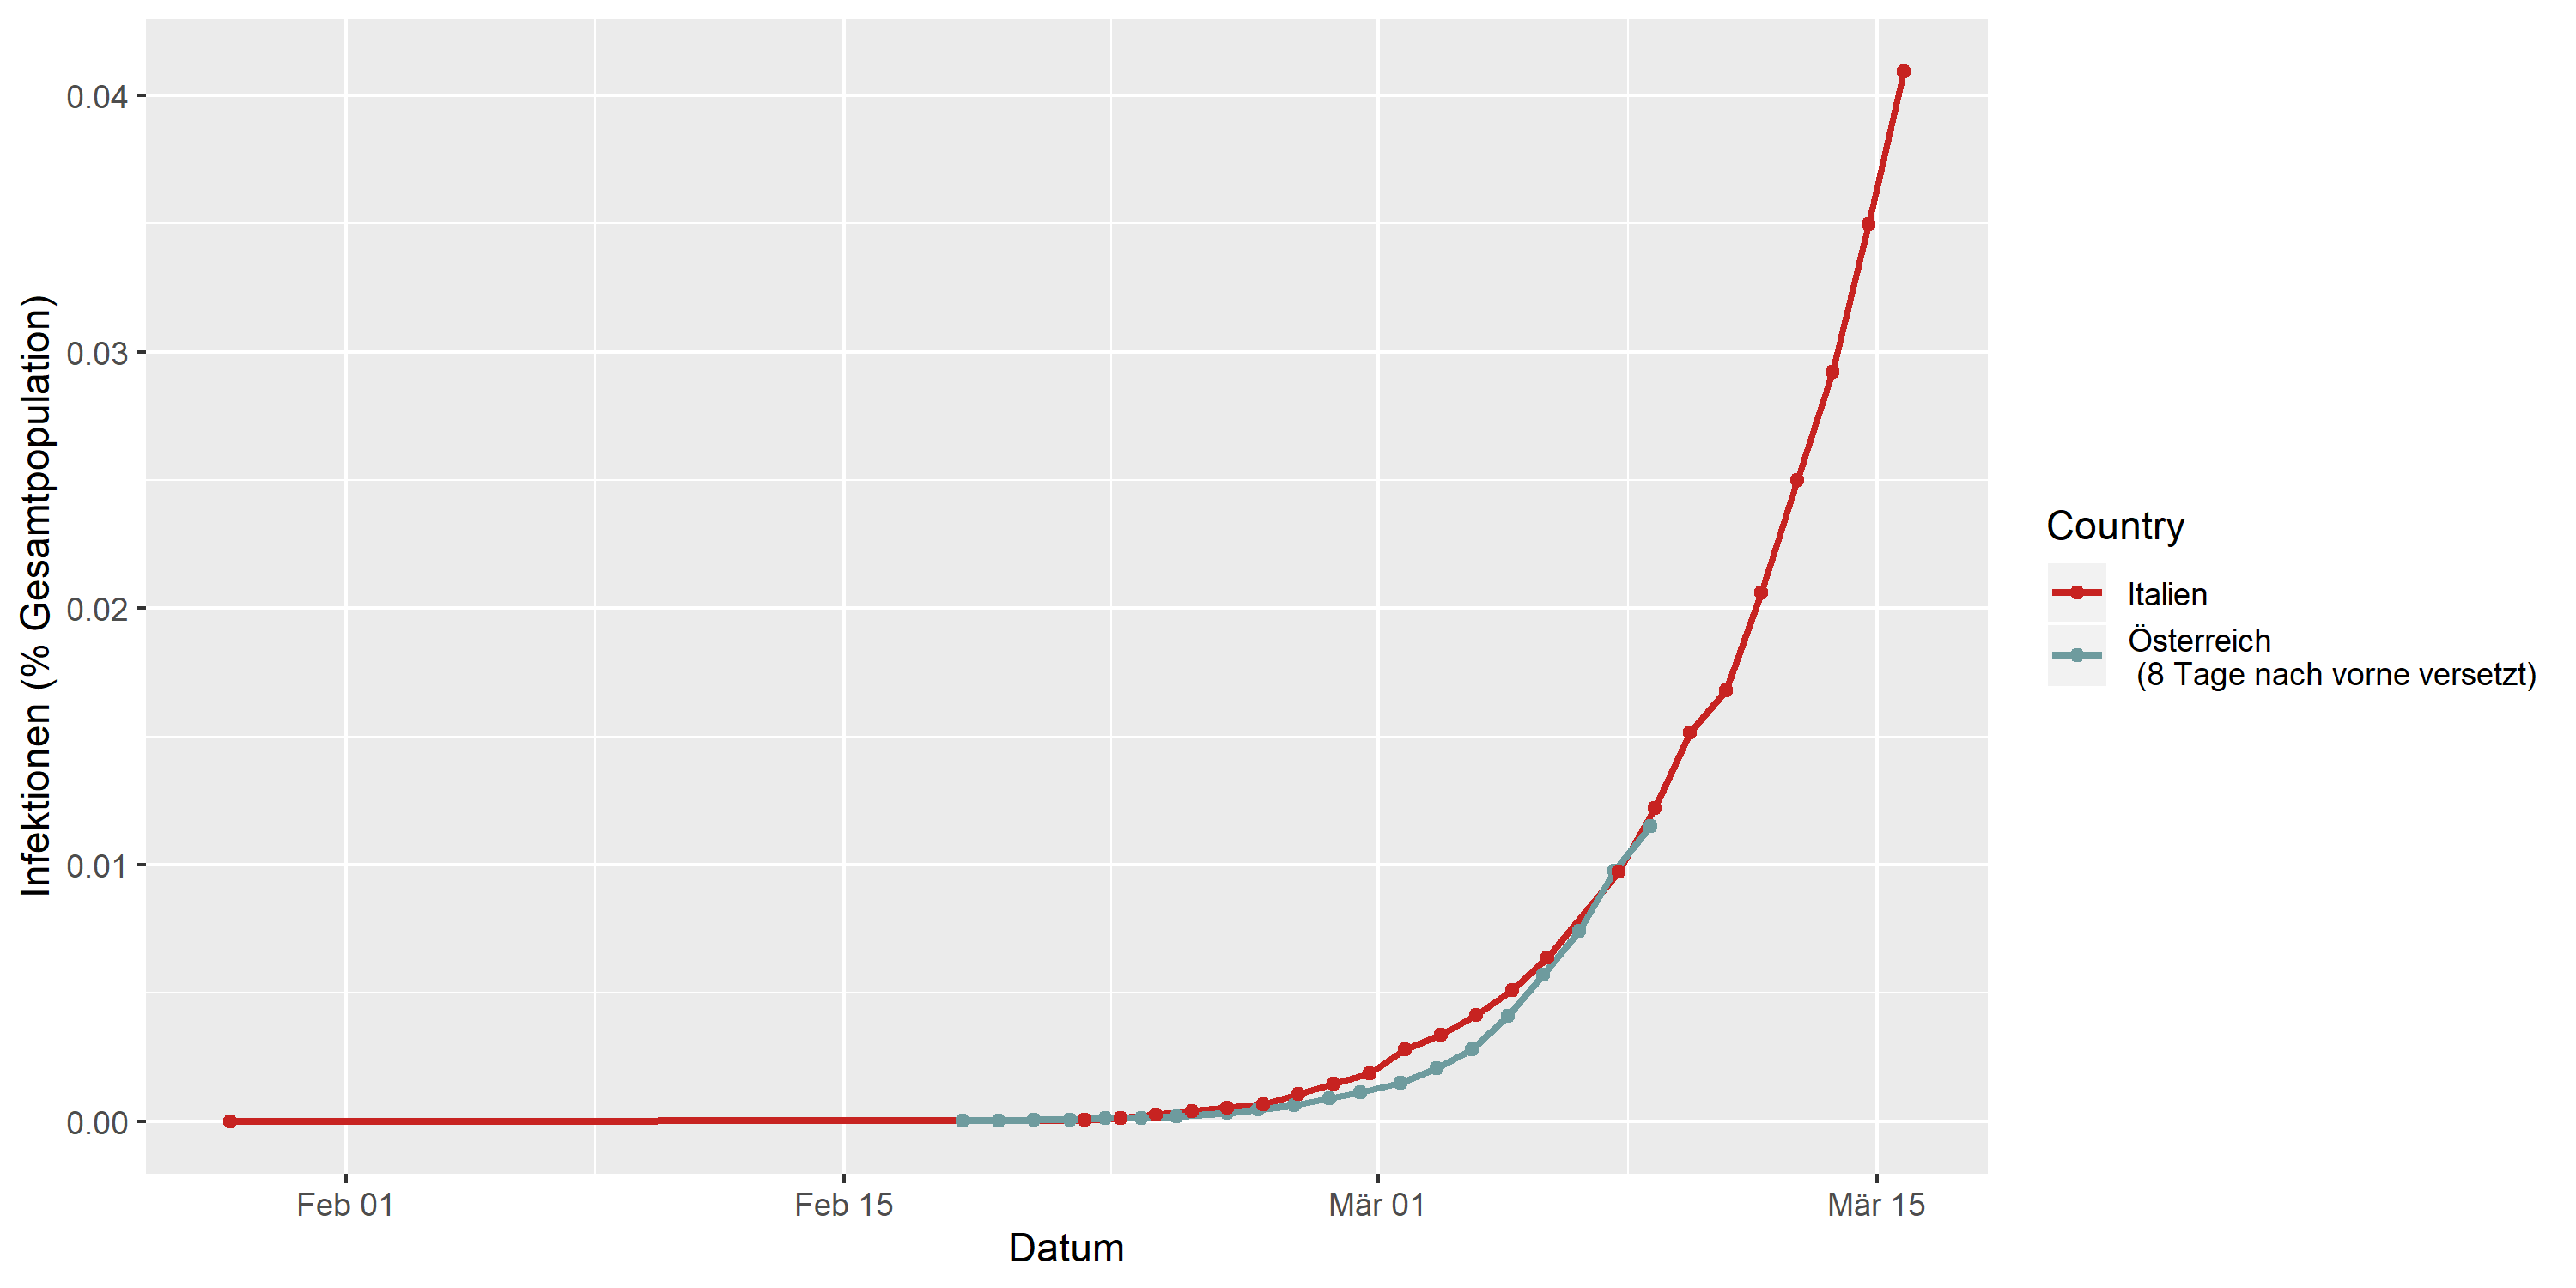 0.04
0.03
0.02
0.01
0.00
Infektionen (% Gesamtpopulation)
Feb 01
Feb 15
Mär 01
Mär 15
Datum
Country
Italien
Österreich
(8 Tage nach vorne versetzt)